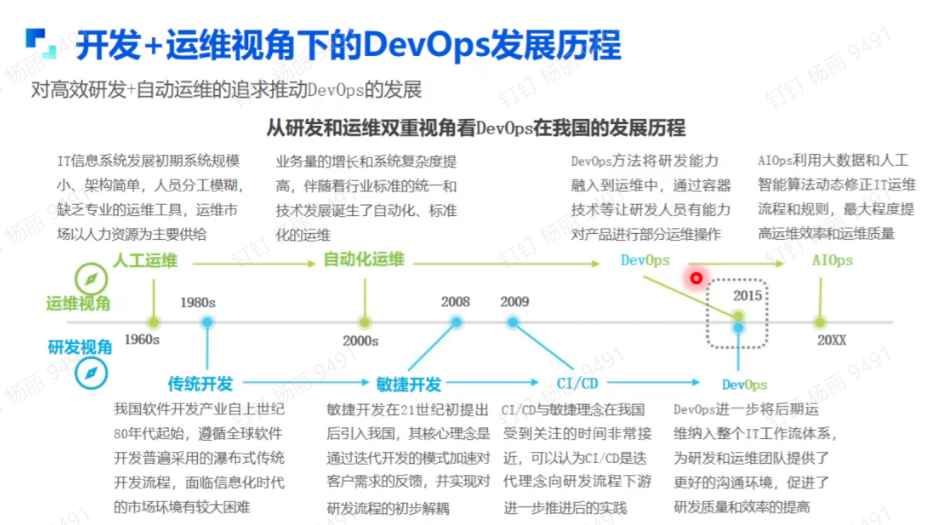 开发+运维视角下的DevOps发展历程
对高效研发+自动运维的追求推动DevOps的发展
从研发和运维双重视角看DevOps在我国的发展历程
IT信息系统发展初期系统规模
小、架构简单，人员分工模糊，
缺乏专业的运维工具，运维市
场以人力资源为主要供给
业务量的增长和系统复杂度提
高，伴随着行业标准的统一和
技术发展诞生了自动化、标准
化的运维
DevOps方法将研发能力
融入到运维中，通过容器
技术等让研发人员有能力
对产品进行部分运维操作
AIOps利用大数据和人工
智能算法动态修正IT运维
流程和规则，最大程度提
高运维效率和运维质量
人工运维
自动化运维
DevOps
AIOps
运维视角
1980s
2008
2009
2015
1960s
2000s
20XX
研发视角
传统开发
敏捷开发
CI/CD
DevOps
我国软件开发产业自上世纪
80年代起始，遵循全球软件
开发普遍采用的瀑布式传统
开发流程，面临信息化时代
的市场环境有较大困难
敏捷开发在21世纪初提出
后引入我国，其核心理念是
通过迭代开发的模式加速对
客户需求的反馈，并实现对
研发流程的初步解耦
CI/CD与敏捷理念在我国
受到关注的时间非常接
近，可以认为CI/CD是迭
代理念向研发流程下游
进一步推进后的实践
DevOps进一步将后期运
维纳入整个IT工作流体系，
为研发和运维团队提供了
更好的沟通环境，促进了
研发质量和效率的提高
钉钉 杨丽 9491